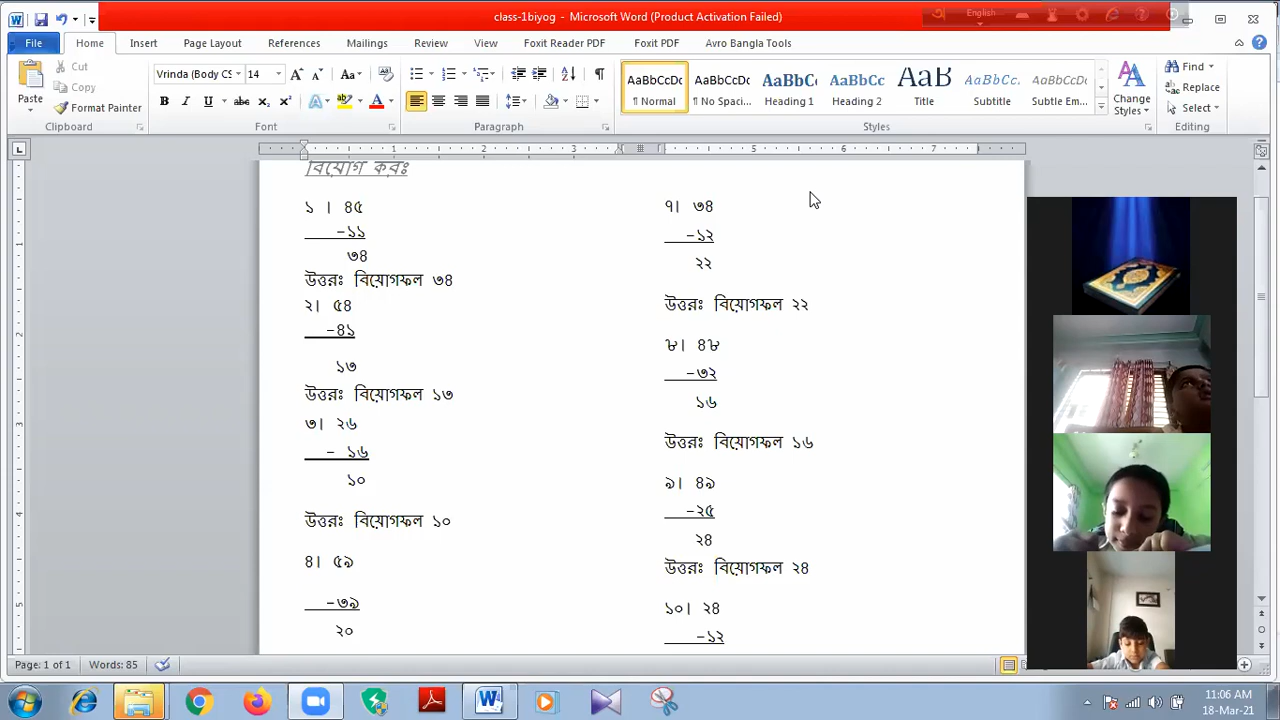 class-1biyog - Microsoft Word (Product Activation Failed)
English
File Home Insert Page Layout References Mailings Review View Foxit Reader PDF Foxit PDF Avro Bangla Tools
Paste
Cut
Copy
Format Painter
Clipboard
Vrinda (Body CS 14
Font
Paragraph
AaBbCcDc AaBbCcDc AaBbC AaBbCc AaB AaBbCc. AaBbCcDc
¶ Normal ¶ No Spaci... Heading 1 Heading 2 Title Subtitle Subtle Em...
Styles
Change Styles
Find
Replace
Select
Editing
বিয়োগ করঃ
১ । ৪৫
-১১
৩৪
উত্তরঃ বিয়োগফল ৩৪
২। ৫৪
-৪১
১৩
উত্তরঃ বিয়োগফল ১৩
৩। ২৬
- ১৬
১০
উত্তরঃ বিয়োগফল ১০
৪। ৫৯
-৩৯
২০
৭। ৩৪
-১২
২২
উত্তরঃ বিয়োগফল ২২
৮। ৪৮
-৩২
১৬
উত্তরঃ বিয়োগফল ১৬
৯। ৪৯
-২৫
২৪
উত্তরঃ বিয়োগফল ২৪
১০। ২৪
-১২
Page: 1 of 1 Words: 85
11:06 AM
18-Mar-21